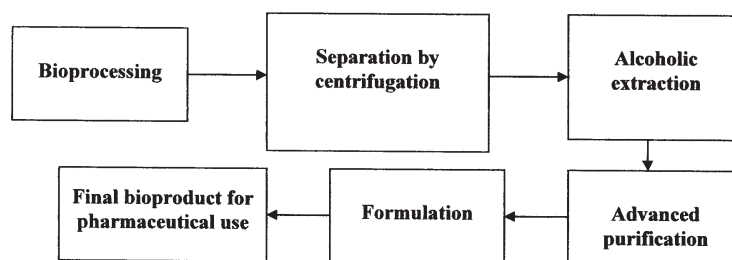 Bioprocessing
Separation by
centrifugation
Alcoholic
extraction
Advanced
purification
Formulation
Final bioproduct for
pharmaceutical use